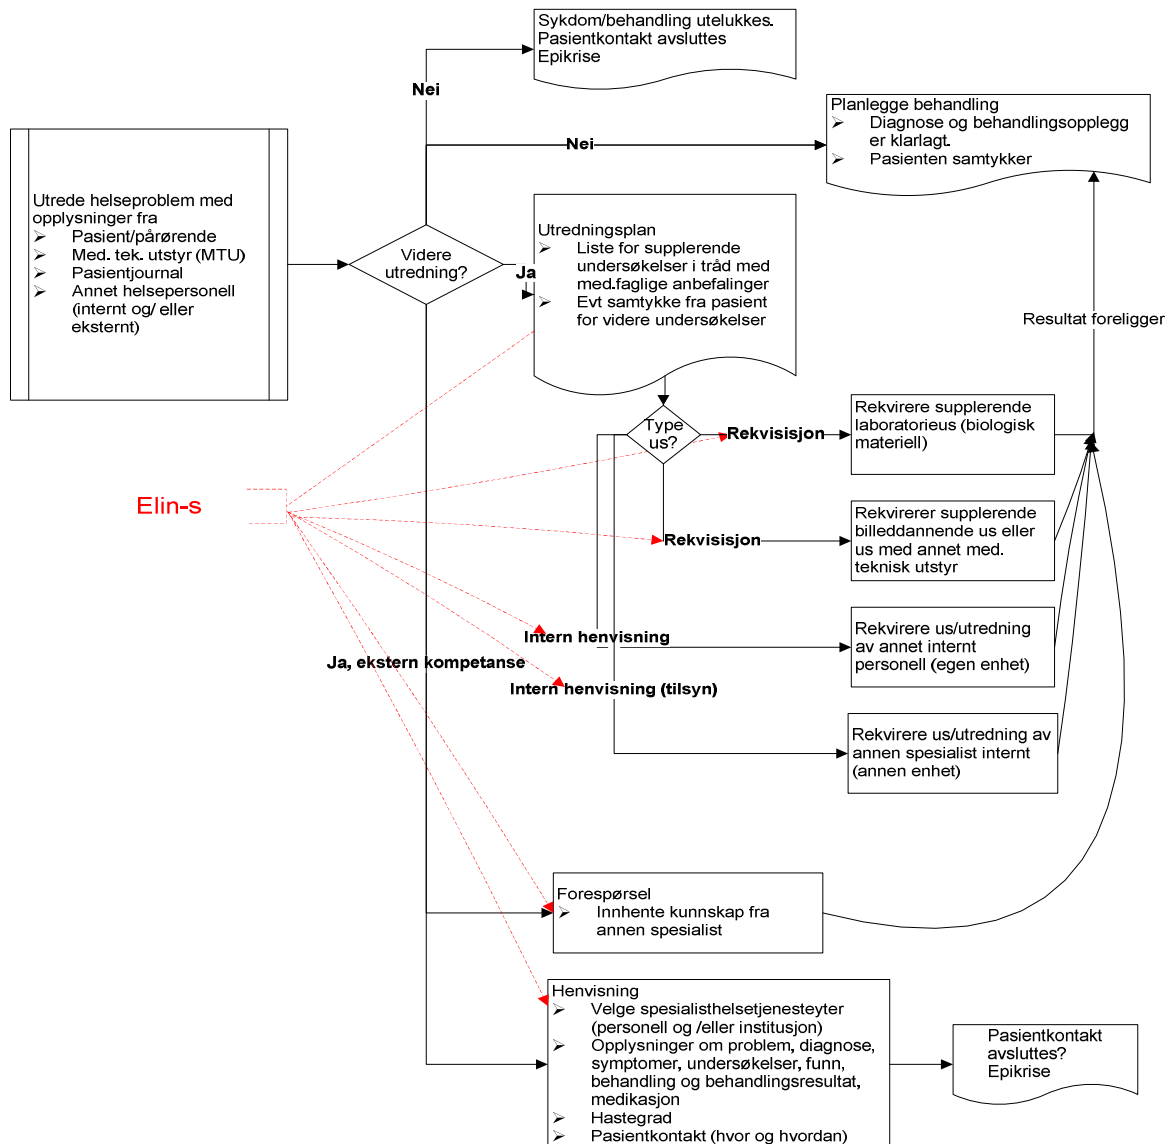 Sykdom/behandling utelukkes.
Pasientkontakt avsluttes
Epikrise
Nei
Planlegge behandling
➢ Diagnose og behandlingsopplegg
er klarlagt.
➢ Pasienten samtykker
Nei
Utrede helseproblem med
opplysninger fra
➢ Pasient/pårørende
➢ Med. tek. utstyr (MTU)
➢ Pasientjournal
➢ Annet helsepersonell
(internt og/ eller
eksternt)
Videre
utredning?
Ja
Utredningsplan
➢ Liste for supplerende
undersøkelser i tråd med
med.faglige anbefalinger
➢ Evt samtykke fra pasient
for videre undersøkelser
Resultat foreligger
Type
us?
Rekvisisjon
Rekvirere supplerende
laboratorieus (biologisk
materiell)
Elin-s
Rekvisisjon
Rekvirerer supplerende
billeddannende us eller
us med annet med.
teknisk utstyr
Intern henvisning
Rekvirere us/utredning
av annet internt
personell (egen enhet)
Ja, ekstern kompetanse
Intern henvisning (tilsyn)
Rekvirere us/utredning av
annen spesialist internt
(annen enhet)
Forespørsel
➢ Innhente kunnskap fra
annen spesialist
Henvisning
➢ Velge spesialisthelsetjenesteyter
(personell og /eller institusjon)
➢ Opplysninger om problem, diagnose,
symptomer, undersøkelser, funn,
behandling og behandlingsresultat,
medikasjon
➢ Hastegrad
➢ Pasientkontakt (hvor og hvordan)
Pasientkontakt
avsluttes?
Epikrise